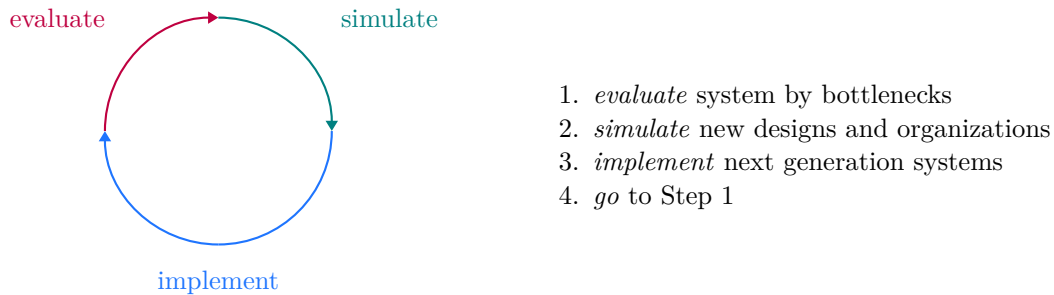 evaluate
simulate
implement
1. evaluate system by bottlenecks
2. simulate new designs and organizations
3. implement next generation systems
4. go to Step 1